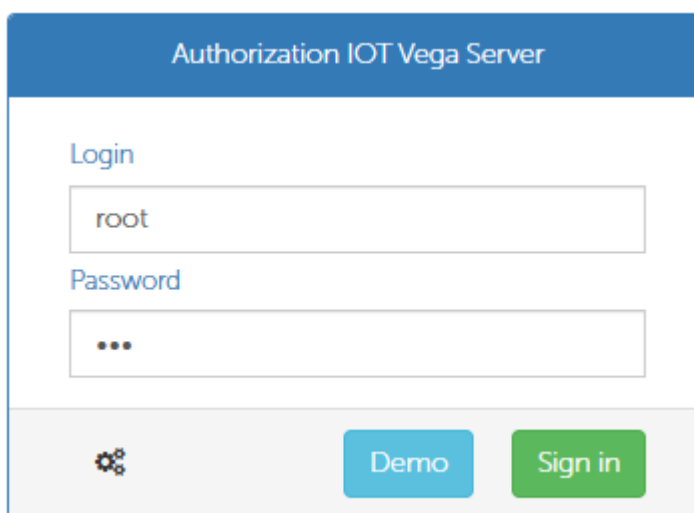 Authorization IOT Vega Server
Login
root
Password
•••
Demo Sign in